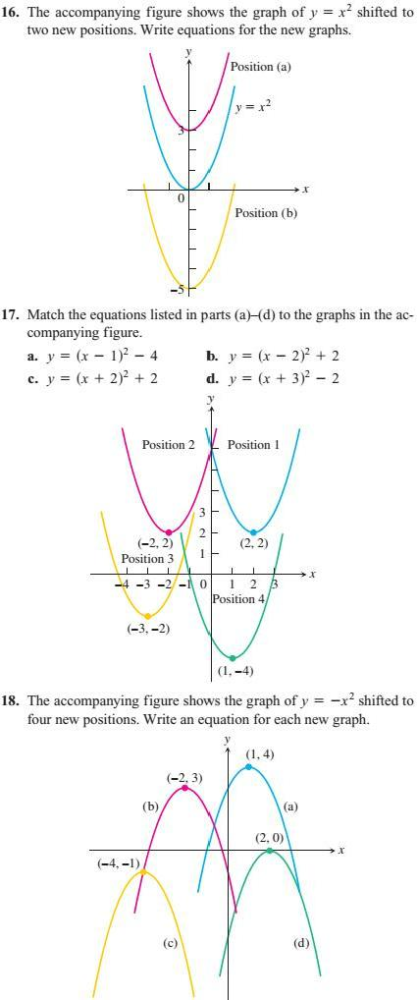 16. The accompanying figure shows the graph of y = x² shifted to
two new positions. Write equations for the new graphs.
y
Position (a)
y = x²
3
x
0
Position (b)
−5
17. Match the equations listed in parts (a)–(d) to the graphs in the ac-
companying figure.
a. y = (x − 1)² − 4 b. y = (x − 2)² + 2
c. y = (x + 2)² + 2 d. y = (x + 3)² − 2
y
Position 2 Position 1
3
2
(−2, 2) (2, 2)
1
Position 3
x
−4 −3 −2 −1 0 1 2 3
Position 4
(−3, −2)
(1, −4)
18. The accompanying figure shows the graph of y = −x² shifted to
four new positions. Write an equation for each new graph.
y
(1, 4)
(−2, 3)
(b) (a)
(2, 0)
x
(−4, −1)
(c) (d)